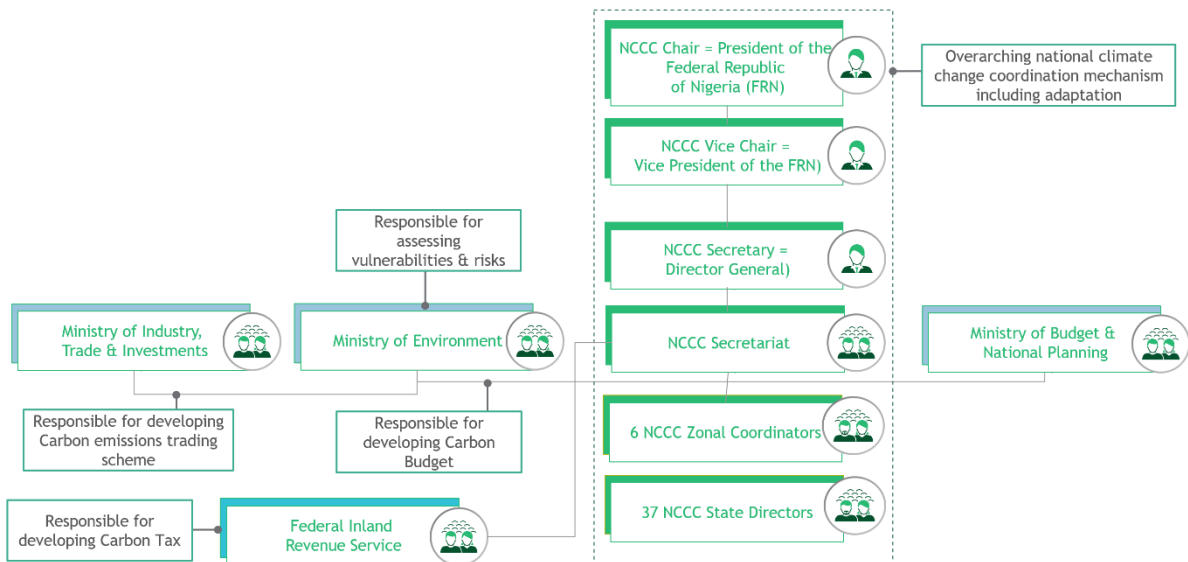 NCCC Chair = President of the
Federal Republic
of Nigeria (FRN)
Overarching national climate
change coordination mechanism
including adaptation
NCCC Vice Chair =
Vice President of the FRN)
Responsible for
assessing
vulnerabilities & risks
NCCC Secretary =
Director General)
Ministry of Industry,
Trade & Investments
Ministry of Environment
NCCC Secretariat
Ministry of Budget &
National Planning
Responsible for developing
Carbon emissions trading
scheme
Responsible for
developing Carbon
Budget
6 NCCC Zonal Coordinators
37 NCCC State Directors
Responsible for
developing Carbon Tax
Federal Inland
Revenue Service